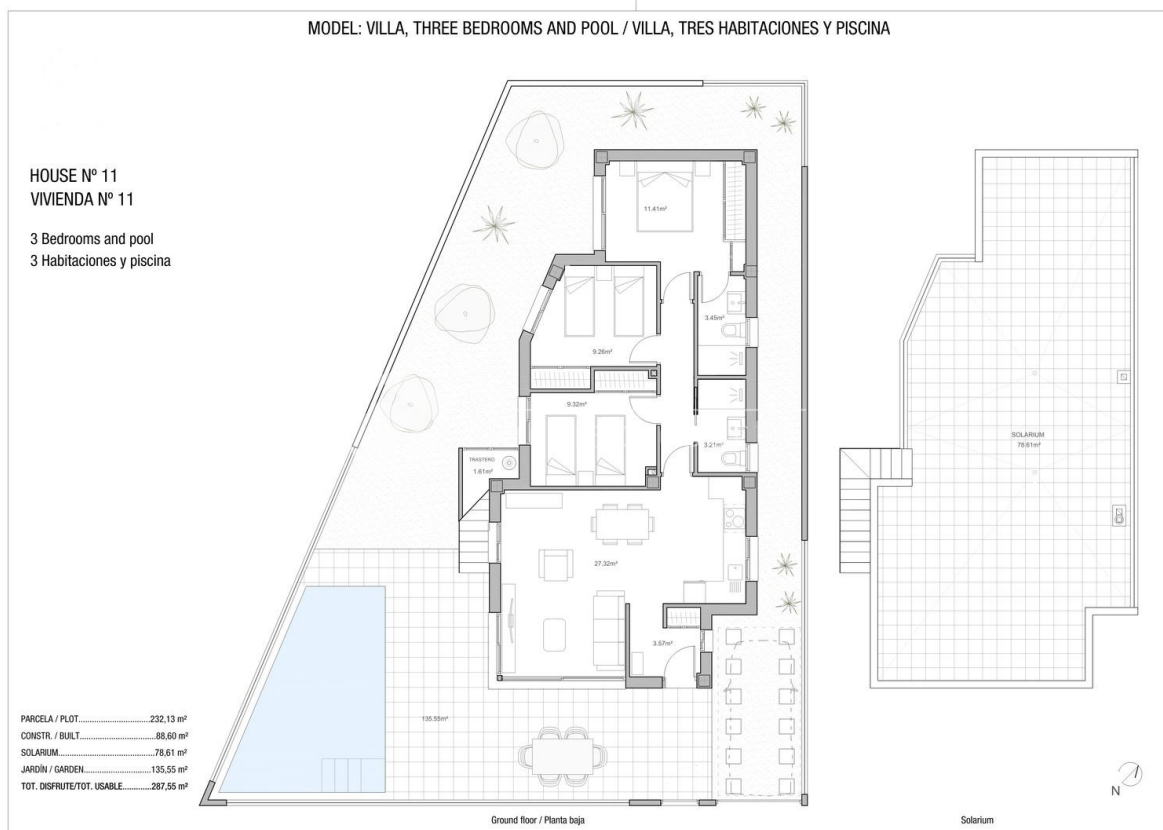 MODEL: VILLA, THREE BEDROOMS AND POOL / VILLA, TRES HABITACIONES Y PISCINA
HOUSE Nº 11
VIVIENDA Nº 11
3 Bedrooms and pool
3 Habitaciones y piscina
11.41m²
3.45m²
9.26m²
9.32m²
3.21m²
TRASTERO
1.61m²
27.32m²
3.57m²
135.55m²
SOLARIUM
78.61m²
PARCELA / PLOT............................232,13 m²
CONSTR. / BUILT..............................88,60 m²
SOLARIUM.....................................78,61 m²
JARDÍN / GARDEN............................135,55 m²
TOT. DISFRUTE/TOT. USABLE............287,55 m²
N
Ground floor / Planta baja
Solarium